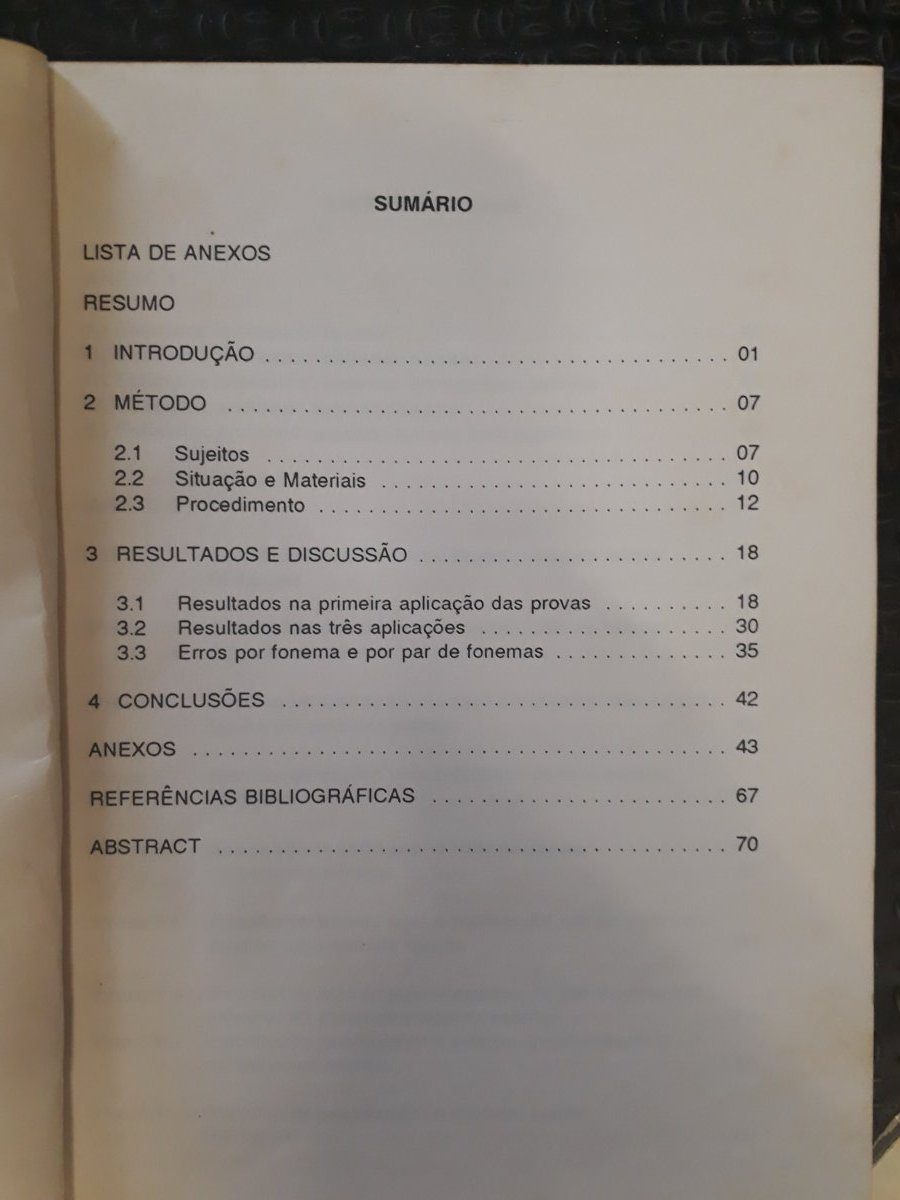 SUMÁRIO
LISTA DE ANEXOS
RESUMO
1 INTRODUÇÃO . . . . . . . . . . . . . . . . . . . . . . . . . . . . . . . . . . . . . 01
2 MÉTODO . . . . . . . . . . . . . . . . . . . . . . . . . . . . . . . . . . . . . . . . 07
2.1 Sujeitos . . . . . . . . . . . . . . . . . . . . . . . . . . . . . . . . . . . . . 07
2.2 Situação e Materiais . . . . . . . . . . . . . . . . . . . . . . . . . . . . 10
2.3 Procedimento . . . . . . . . . . . . . . . . . . . . . . . . . . . . . . . . . 12
3 RESULTADOS E DISCUSSÃO . . . . . . . . . . . . . . . . . . . . . . . . . 18
3.1 Resultados na primeira aplicação das provas . . . . . . . . . . 18
3.2 Resultados nas três aplicações . . . . . . . . . . . . . . . . . . . . 30
3.3 Erros por fonema e por par de fonemas . . . . . . . . . . . . . . 35
4 CONCLUSÕES . . . . . . . . . . . . . . . . . . . . . . . . . . . . . . . . . . . . 42
ANEXOS . . . . . . . . . . . . . . . . . . . . . . . . . . . . . . . . . . . . . . . . . . . 43
REFERÊNCIAS BIBLIOGRÁFICAS . . . . . . . . . . . . . . . . . . . . . . . . 67
ABSTRACT . . . . . . . . . . . . . . . . . . . . . . . . . . . . . . . . . . . . . . . . . 70